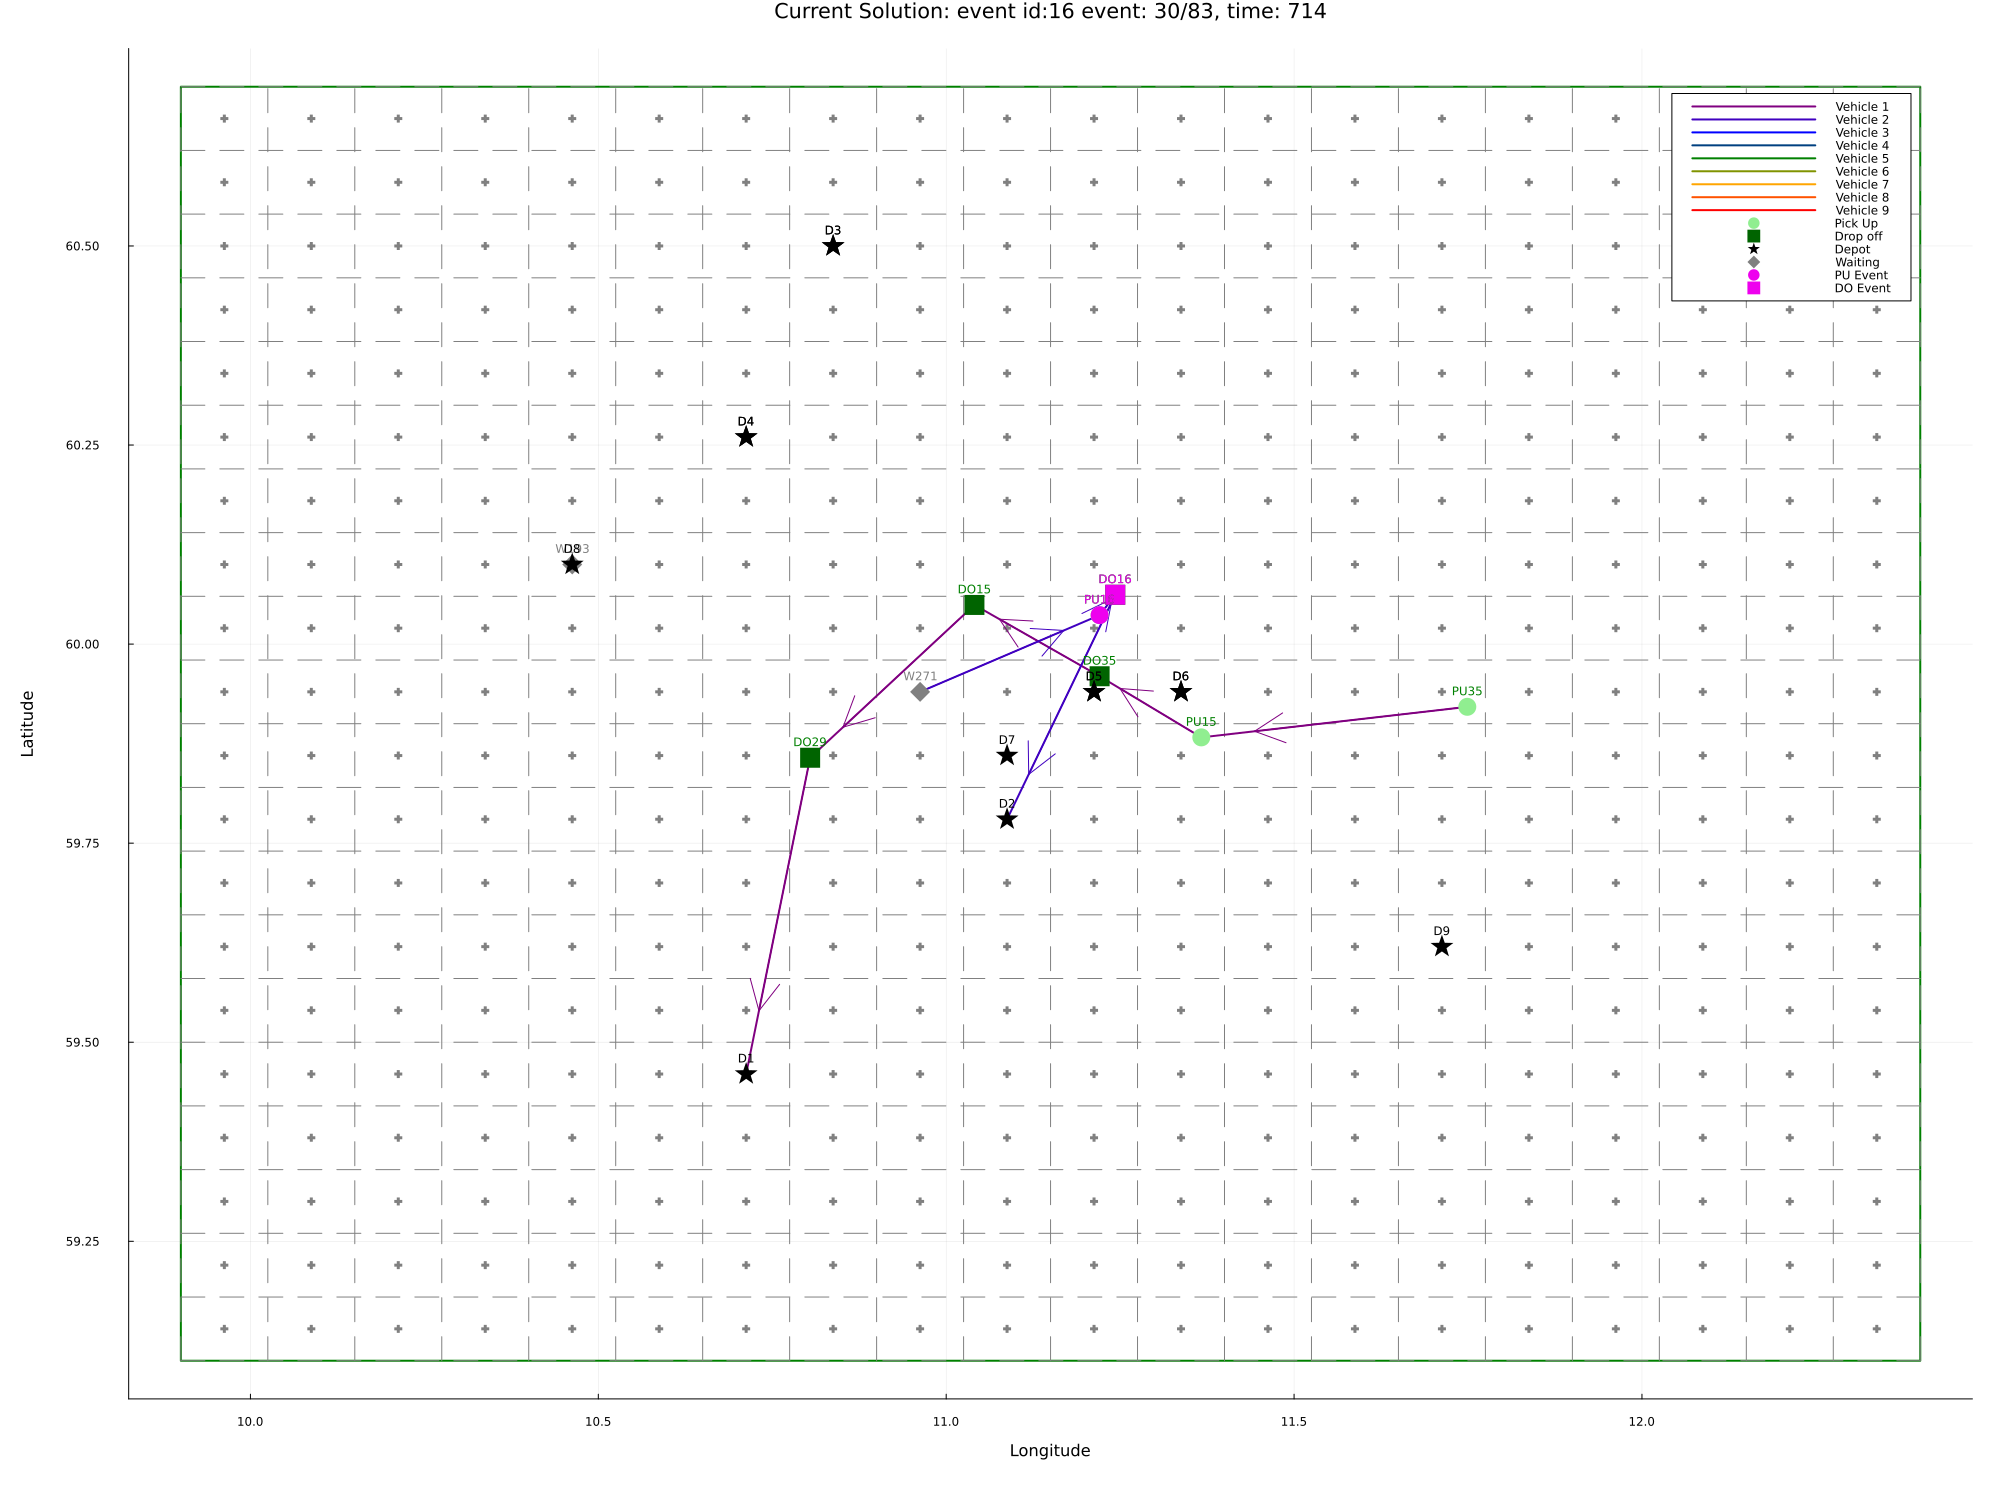 Current Solution: event id:16 event: 30/83, time: 714
Vehicle 1
Vehicle 2
Vehicle 3
Vehicle 4
Vehicle 5
Vehicle 6
Vehicle 7
Vehicle 8
Vehicle 9
Pick Up
Drop off
Depot
Waiting
PU Event
DO Event
D3
60.50
D4
60.25
D8
DO16
DO15
60.00
DO35
W271
D5
D6
PU35
PU15
DO29
D7
D2
59.75
D9
59.50
D1
59.25
10.0
10.5
11.0
11.5
12.0
Longitude
Latitude